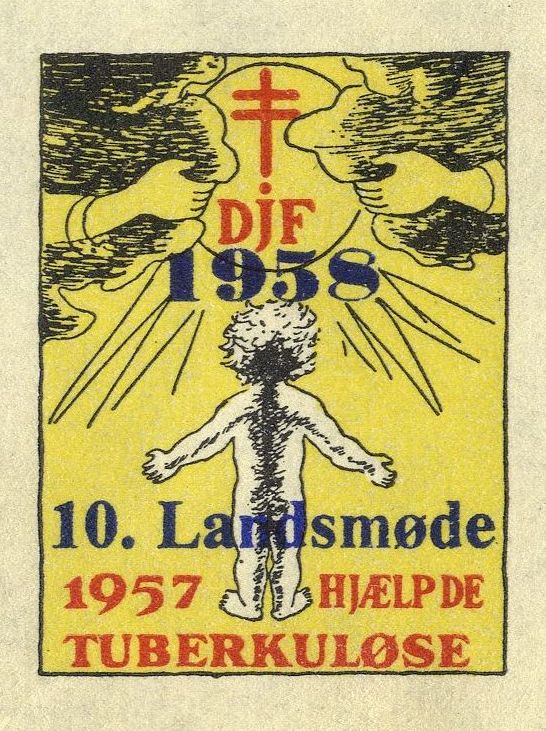 DJF
1958
10. Landsmøde
1957 HJÆLP DE
TUBERKULØSE